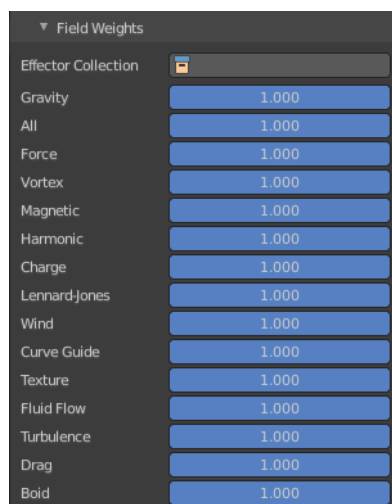 Field Weights
Effector Collection
Gravity 1.000
All 1.000
Force 1.000
Vortex 1.000
Magnetic 1.000
Harmonic 1.000
Charge 1.000
Lennard-Jones 1.000
Wind 1.000
Curve Guide 1.000
Texture 1.000
Fluid Flow 1.000
Turbulence 1.000
Drag 1.000
Boid 1.000